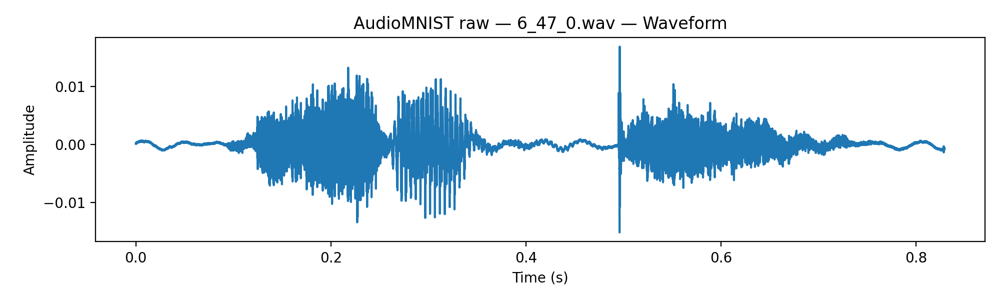 AudioMNIST raw — 6_47_0.wav — Waveform
Amplitude
0.01
0.00
−0.01
0.0 0.2 0.4 0.6 0.8
Time (s)